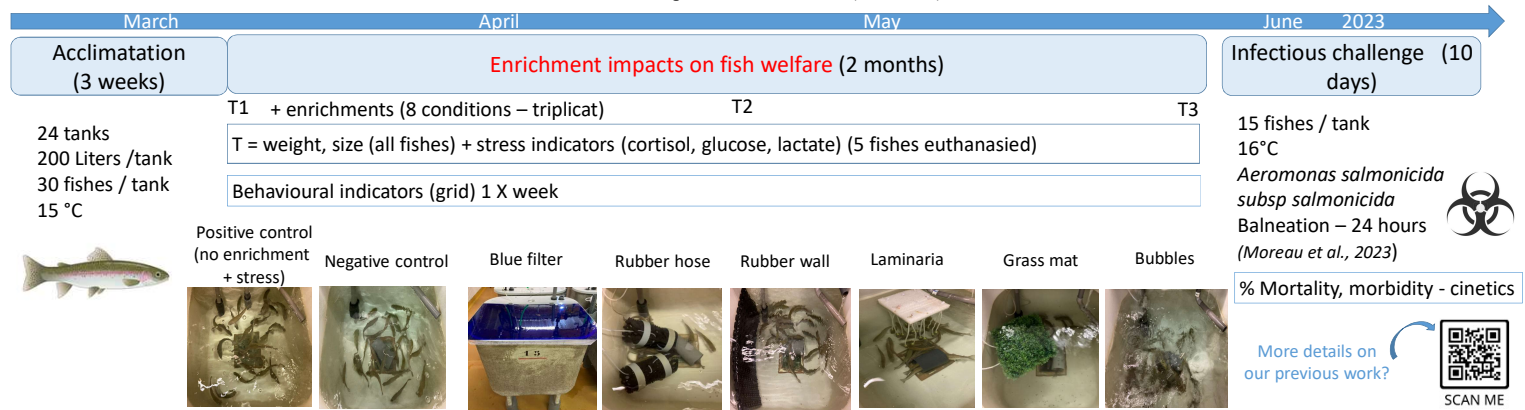 March April May June 2023
Acclimatation
(3 weeks)
Enrichment impacts on fish welfare (2 months)
Infectious challenge (10
days)
T1 + enrichments (8 conditions – triplicat) T2 T3
T = weight, size (all fishes) + stress indicators (cortisol, glucose, lactate) (5 fishes euthanasied)
Behavioural indicators (grid) 1 X week
24 tanks
200 Liters /tank
30 fishes / tank
15 °C
15 fishes / tank
16°C
Aeromonas salmonicida
subsp salmonicida
Balneation – 24 hours
(Moreau et al., 2023)
% Mortality, morbidity - cinetics
Positive control
(no enrichment
+ stress)
Negative control
Blue filter
Rubber hose
Rubber wall
Laminaria
Grass mat
Bubbles
More details on
our previous work?
SCAN ME